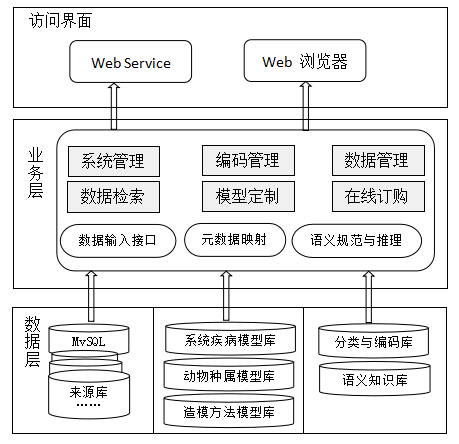 访问界面
Web Service
Web 浏览器
业务层
系统管理
编码管理
数据管理
数据检索
模型定制
在线订购
数据输入接口
元数据映射
语义规范与推理
数据层
MySQL
来源库
……
系统疾病模型库
动物种属模型库
造模方法模型库
分类与编码库
语义知识库